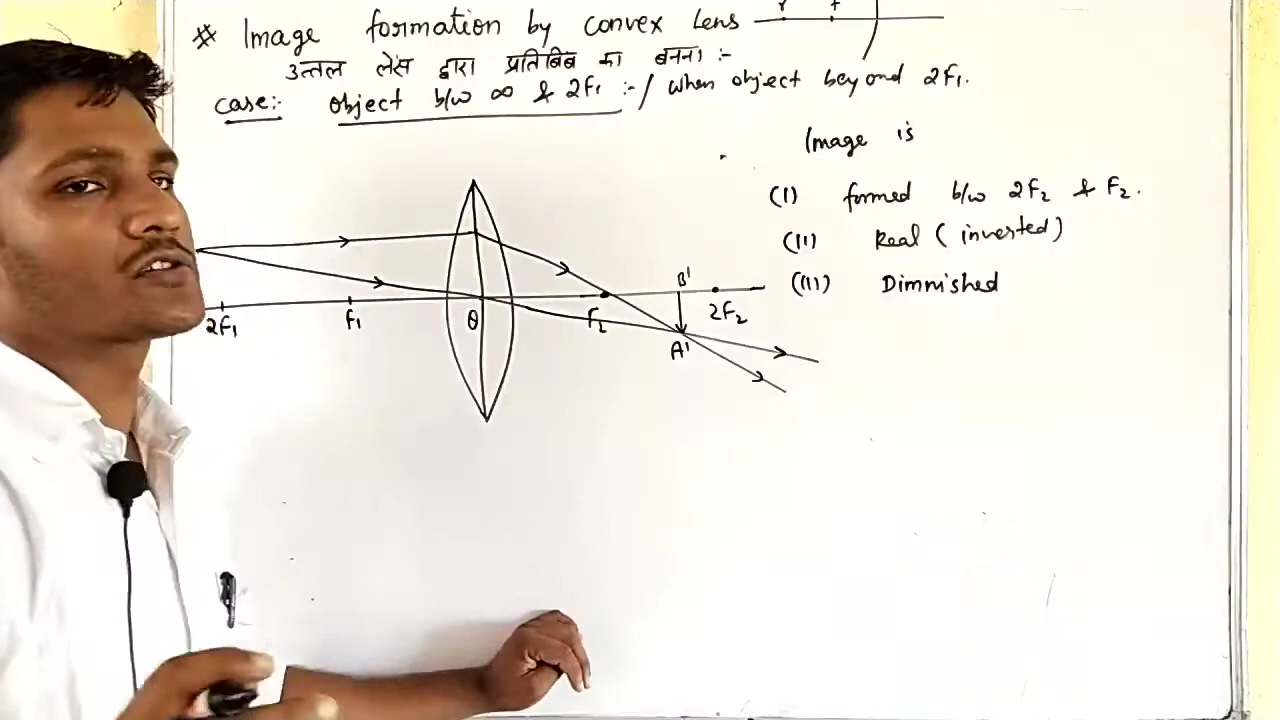 ※ Image formation by convex Lens
उत्तल लेंस द्वारा प्रतिबिंब का बनना :-
case:- object b/w ∞ & 2F₁ :- / when object beyond 2F₁.
Image is
(I) formed b/w 2F₂ & F₂.
(II) Real (inverted)
(III) Diminished
B'
2F₁ F₁ O F₂ 2F₂
A'